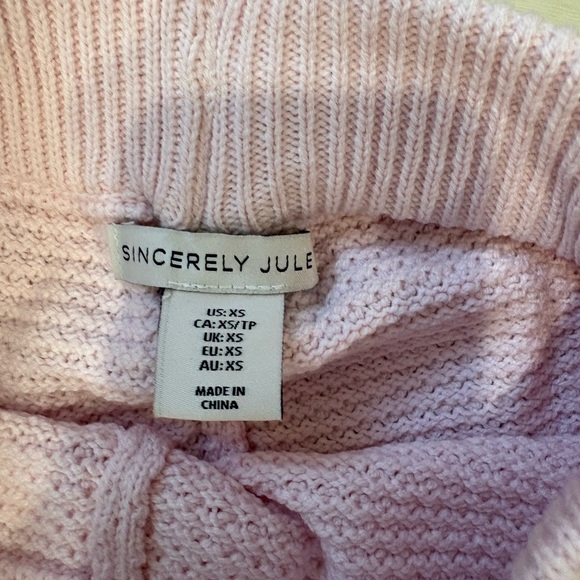 SINCERELY JULE
US: XS
CA: XS/TP
UK: XS
EU: XS
AU: XS
MADE IN
CHINA